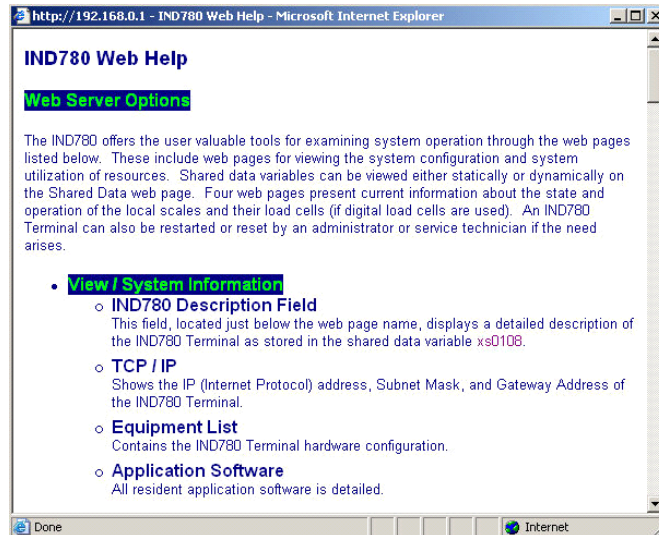 http://192.168.0.1 - IND780 Web Help - Microsoft Internet Explorer
IND780 Web Help
Web Server Options
The IND780 offers the user valuable tools for examining system operation through the web pages
listed below. These include web pages for viewing the system configuration and system
utilization of resources. Shared data variables can be viewed either statically or dynamically on
the Shared Data web page. Four web pages present current information about the state and
operation of the local scales and their load cells (if digital load cells are used). An IND780
Terminal can also be restarted or reset by an administrator or service technician if the need
arises.
• View / System Information
o IND780 Description Field
This field, located just below the web page name, displays a detailed description of
the IND780 Terminal as stored in the shared data variable xs0108.
o TCP / IP
Shows the IP (Internet Protocol) address, Subnet Mask, and Gateway Address of
the IND780 Terminal.
o Equipment List
Contains the IND780 Terminal hardware configuration.
o Application Software
All resident application software is detailed.
Done
Internet